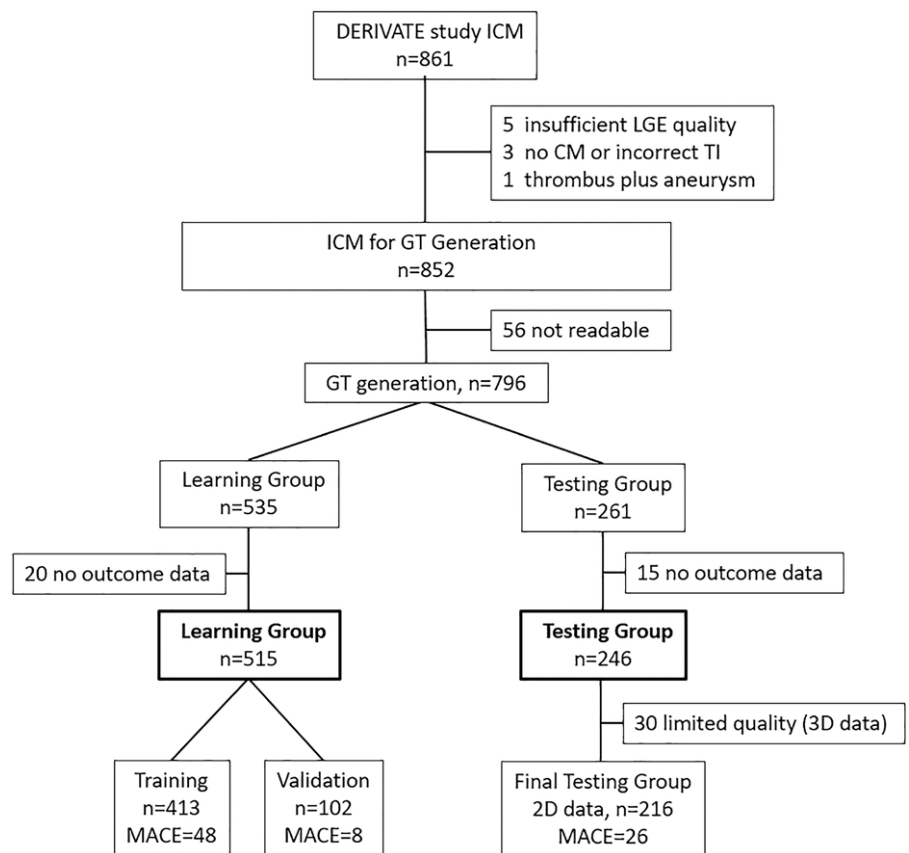 DERIVATE study ICM
n=861
5 insufficient LGE quality
3 no CM or incorrect TI
1 thrombus plus aneurysm
ICM for GT Generation
n=852
56 not readable
GT generation, n=796
Learning Group
n=535
Testing Group
n=261
20 no outcome data
15 no outcome data
Learning Group
n=515
Testing Group
n=246
30 limited quality (3D data)
Training
n=413
MACE=48
Validation
n=102
MACE=8
Final Testing Group
2D data, n=216
MACE=26